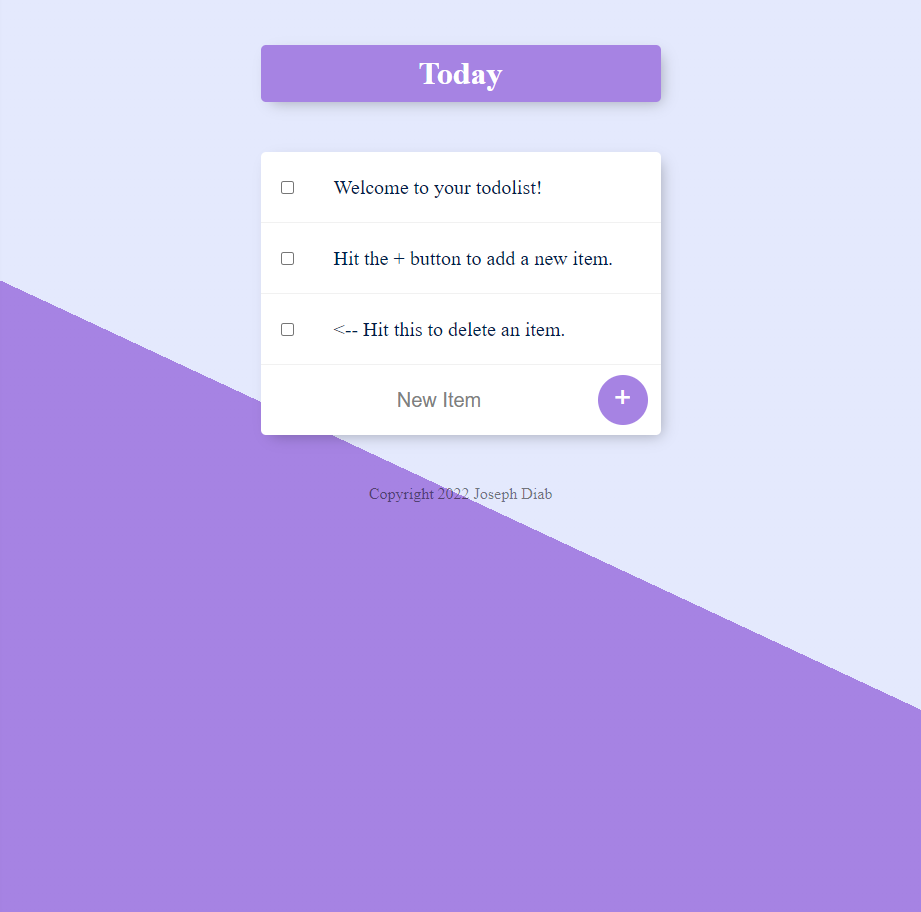 Today
Welcome to your todolist!
Hit the + button to add a new item.
<-- Hit this to delete an item.
New Item
+
Copyright 2022 Joseph Diab